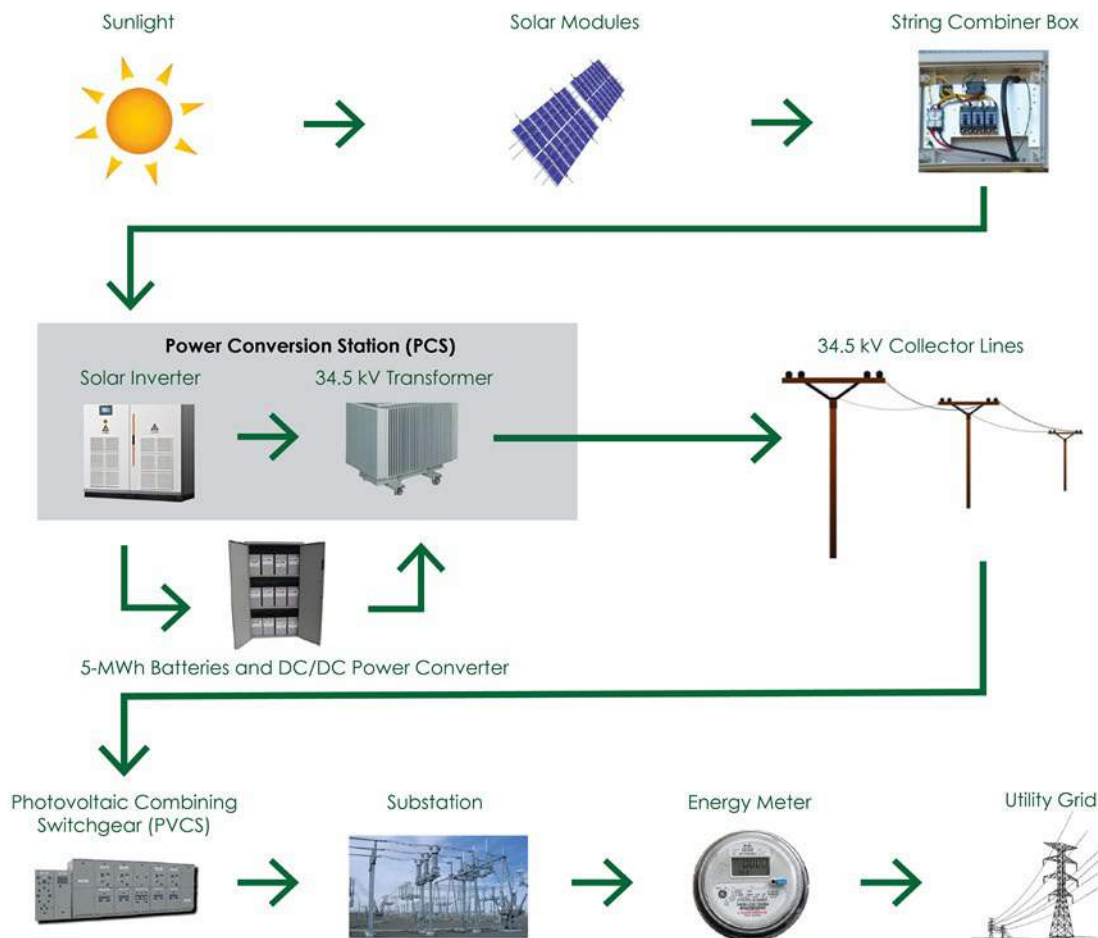 Sunlight
Solar Modules
String Combiner Box
Power Conversion Station (PCS)
Solar Inverter
34.5 kV Transformer
34.5 kV Collector Lines
5-MWh Batteries and DC/DC Power Converter
Photovoltaic Combining
Switchgear (PVCS)
Substation
Energy Meter
Utility Grid